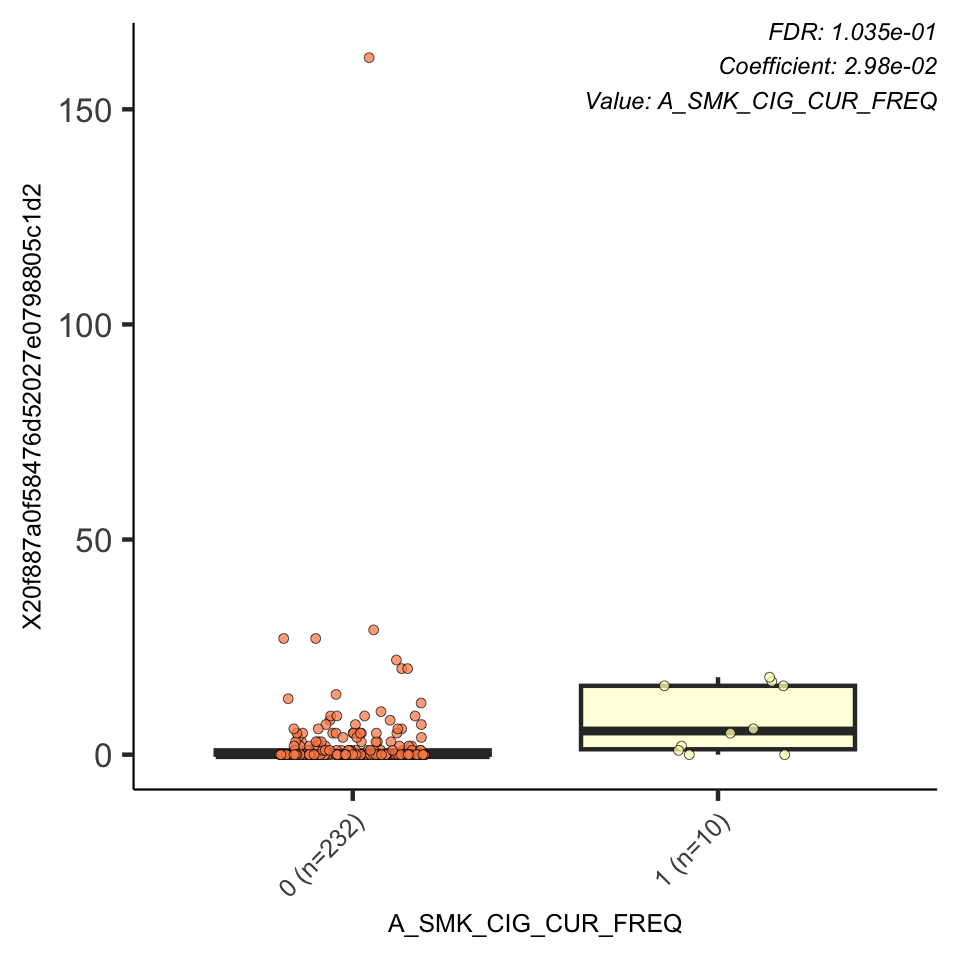 FDR: 1.035e-01
Coefficient: 2.98e-02
Value: A_SMK_CIG_CUR_FREQ
150
100
50
0
X20f887a0f58476d52027e0798805c1d2
0 (n=232)
1 (n=10)
A_SMK_CIG_CUR_FREQ